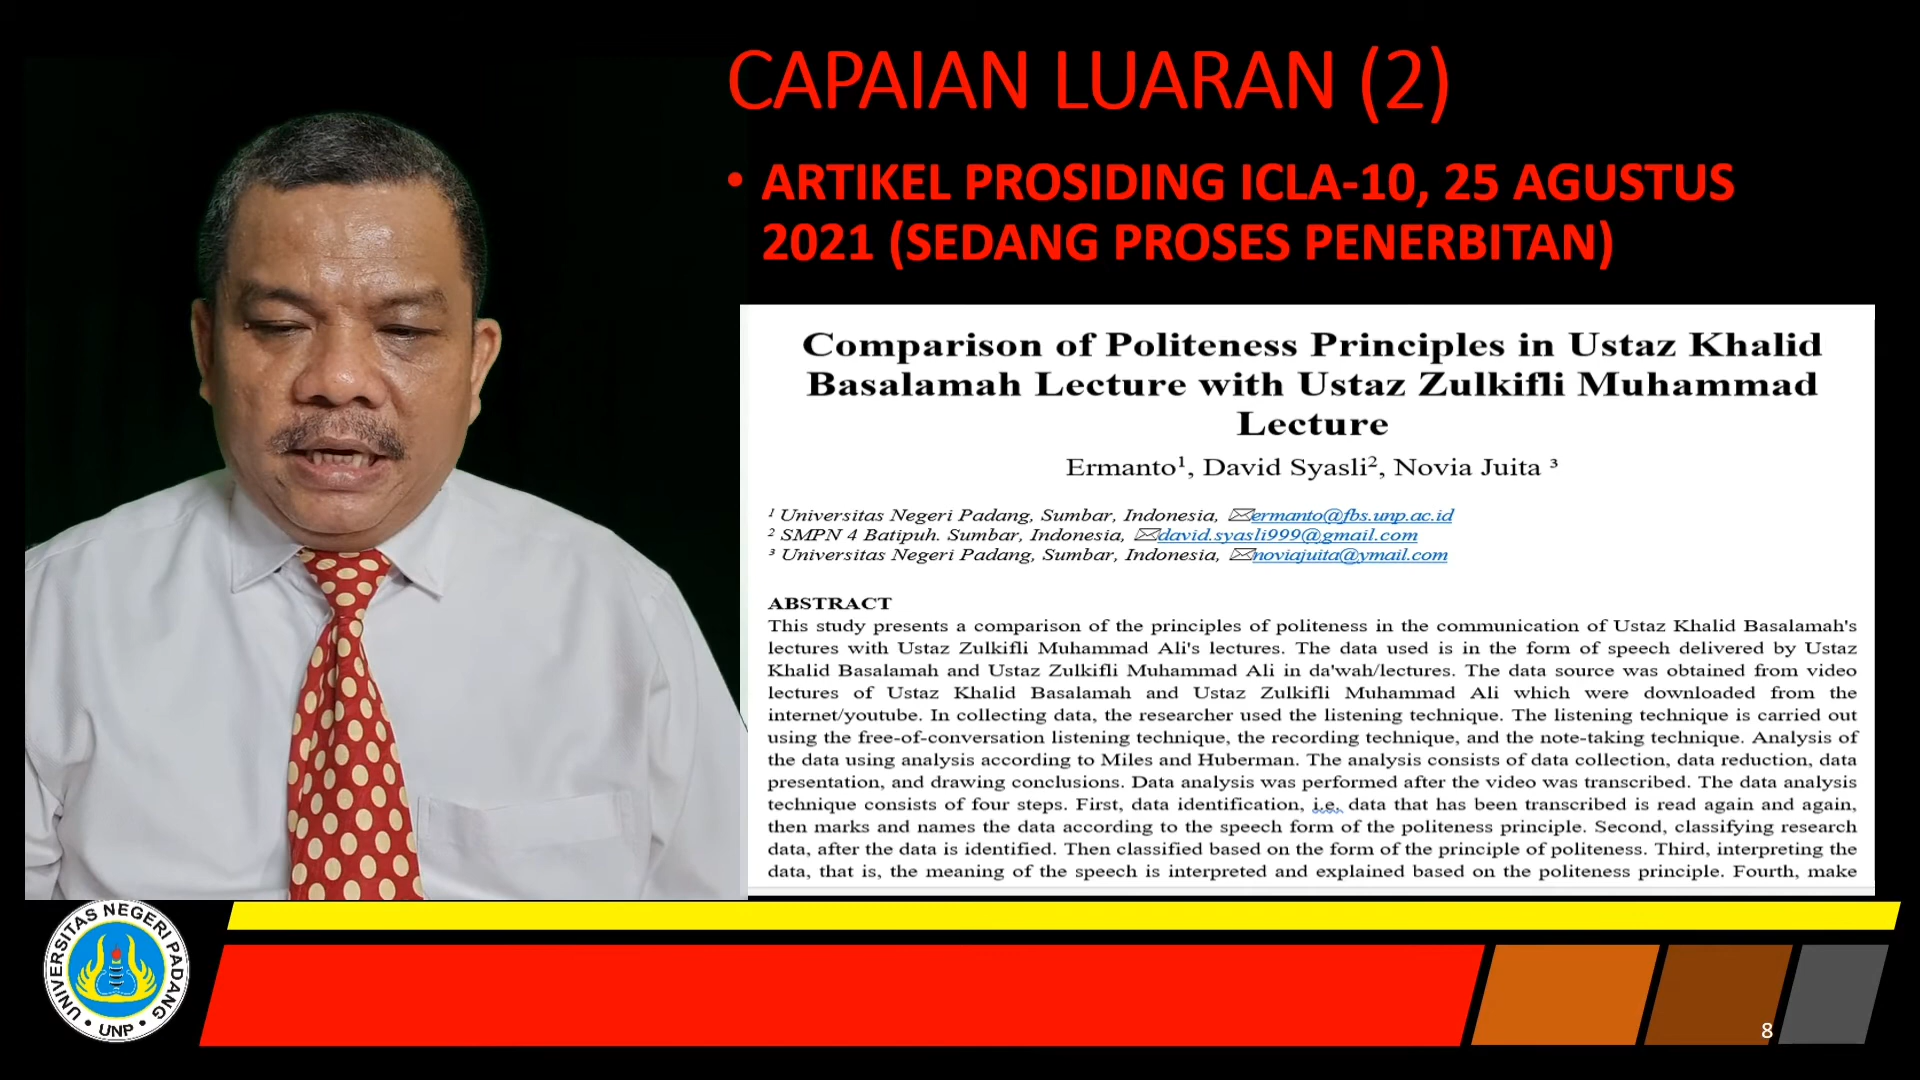 CAPAIAN LUARAN (2)
• ARTIKEL PROSIDING ICLA-10, 25 AGUSTUS
2021 (SEDANG PROSES PENERBITAN)
Comparison of Politeness Principles in Ustaz Khalid
Basalamah Lecture with Ustaz Zulkifli Muhammad
Lecture
Ermanto¹, David Syasli², Novia Juita ³
¹ Universitas Negeri Padang, Sumbar, Indonesia, ✉ermanto@fbs.unp.ac.id
² SMPN 4 Batipuh. Sumbar, Indonesia, ✉david.syasli999@gmail.com
³ Universitas Negeri Padang, Sumbar, Indonesia, ✉noviajuita@ymail.com
ABSTRACT
This study presents a comparison of the principles of politeness in the communication of Ustaz Khalid Basalamah's
lectures with Ustaz Zulkifli Muhammad Ali's lectures. The data used is in the form of speech delivered by Ustaz
Khalid Basalamah and Ustaz Zulkifli Muhammad Ali in da'wah/lectures. The data source was obtained from video
lectures of Ustaz Khalid Basalamah and Ustaz Zulkifli Muhammad Ali which were downloaded from the
internet/youtube. In collecting data, the researcher used the listening technique. The listening technique is carried out
using the free-of-conversation listening technique, the recording technique, and the note-taking technique. Analysis of
the data using analysis according to Miles and Huberman. The analysis consists of data collection, data reduction, data
presentation, and drawing conclusions. Data analysis was performed after the video was transcribed. The data analysis
technique consists of four steps. First, data identification, i.e. data that has been transcribed is read again and again,
then marks and names the data according to the speech form of the politeness principle. Second, classifying research
data, after the data is identified. Then classified based on the form of the principle of politeness. Third, interpreting the
data, that is, the meaning of the speech is interpreted and explained based on the politeness principle. Fourth, make
UNIVERSITAS NEGERI PADANG
• UNP •
8